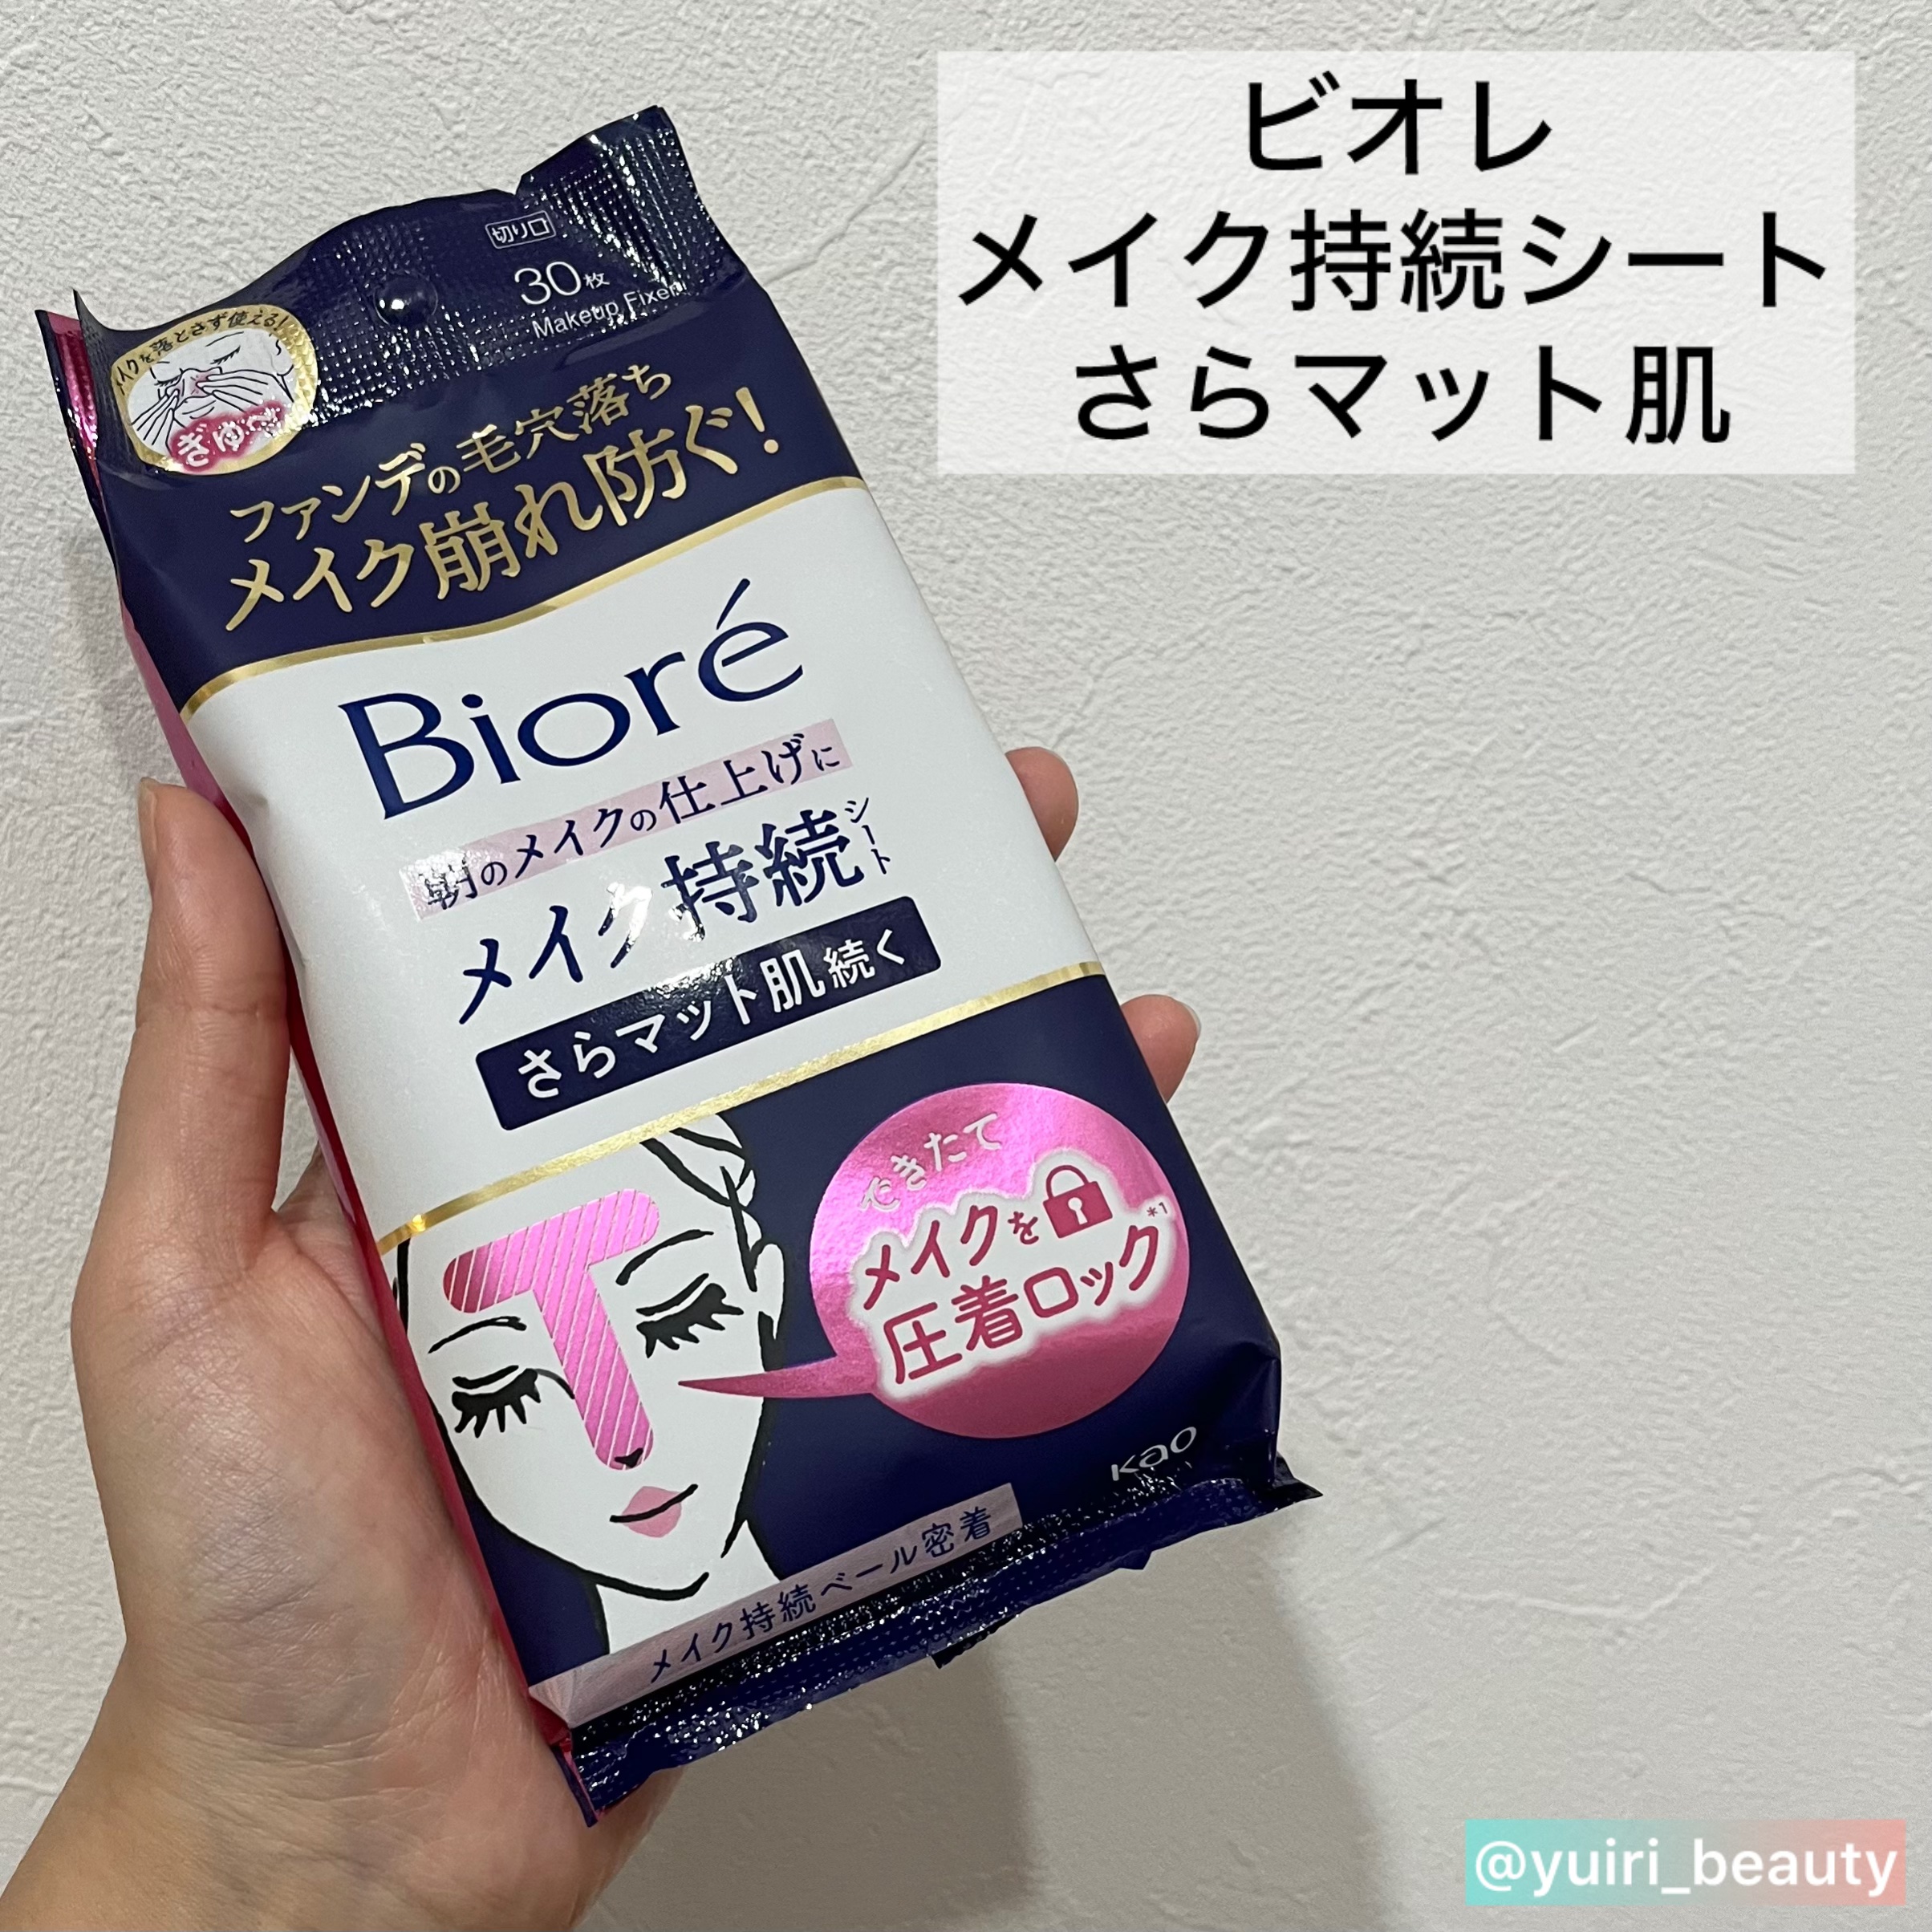 ビオレ
メイク持続シート
さらマット肌
切り口
30枚
Makeup Fixer
メイクを落とさず使える!
ぎゅっ
ファンデの毛穴落ち
メイク崩れ防ぐ!
Bioré
朝のメイクの仕上げに
メイク持続シート
さらマット肌続く
できたて
メイクを
圧着ロック*1
Kao
メイク持続ベール密着
@yuiri_beauty